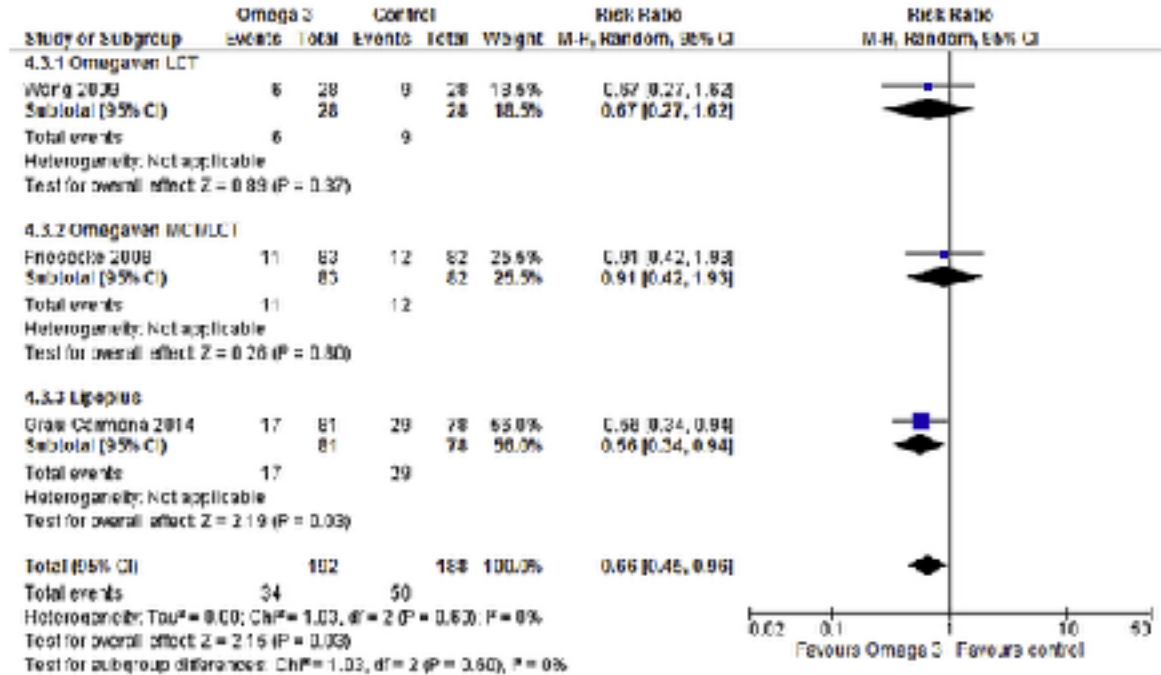 Omega 3 Control Risk Ratio Risk Ratio
Study or Subgroup Events Total Events Total Weight M-H, Random, 95% CI M-H, Random, 95% CI
4.3.1 Omegaven LCT
2009 6 28 9 28 0.67 [0.27, 1.62]
Subtotal (95% CI) 28 28 18.5% 0.67 [0.27, 1.62]
Total events 6 9
Heterogeneity: Not applicable
Test for overall effect: Z = 0.89 (P = 0.37)
4.3.2 Omegaven MCT/LCT
Friesecke 2008 11 83 12 82 25.5% 0.91 [0.42, 1.93]
Subtotal (95% CI) 83 82 25.5% 0.91 [0.42, 1.93]
Total events 11 12
Heterogeneity: Not applicable
Test for overall effect: Z = 0.26 (P = 0.80)
4.3.3 Lipoplus
Grau Carmona 2014 17 81 29 78 [0.34, 0.94]
Subtotal (95% CI) 81 78 56.0% 0.56 [0.34, 0.94]
Total events 17 29
Heterogeneity: Not applicable
Test for overall effect: Z = 2.19 (P = 0.03)
Total (95% CI) 192 188 100.0% 0.66 [0.45, 0.96]
Total events 34 50
Heterogeneity: Tau² = 0.00; Chi² = 1.03, df = 2 (P = 0.60); I² = 0%
Test for overall effect: Z = 2.16 (P = 0.03)
Test for subgroup differences: Chi² = 1.03, df = 2 (P = 0.60), I² = 0%
0.02 0.1 1 10 50
Favours Omega 3 Favours control